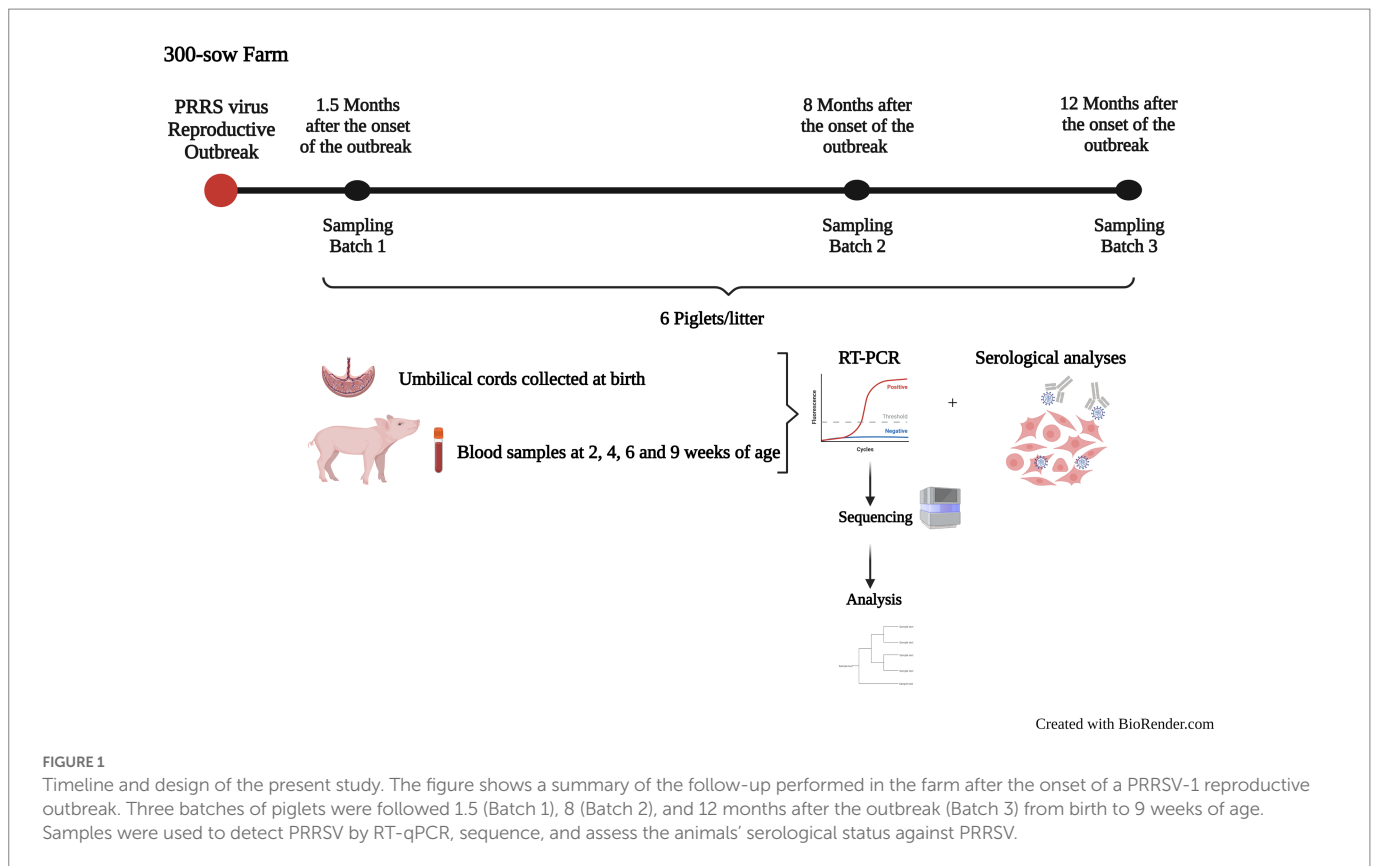 300-sow Farm
PRRS virus
Reproductive
Outbreak
1.5 Months
after the onset
of the outbreak
8 Months after
the onset of the
outbreak
12 Months after
the onset of the
outbreak
Sampling
Batch 1
Sampling
Batch 2
Sampling
Batch 3
6 Piglets/litter
Umbilical cords collected at birth
Blood samples at 2, 4, 6 and 9 weeks of age
RT-PCR
Fluorescence
Positive
Threshold
Negative
Cycles
+
Serological analyses
Sequencing
Analysis
Created with BioRender.com
FIGURE 1
Timeline and design of the present study. The figure shows a summary of the follow-up performed in the farm after the onset of a PRRSV-1 reproductive
outbreak. Three batches of piglets were followed 1.5 (Batch 1), 8 (Batch 2), and 12 months after the outbreak (Batch 3) from birth to 9 weeks of age.
Samples were used to detect PRRSV by RT-qPCR, sequence, and assess the animals’ serological status against PRRSV.